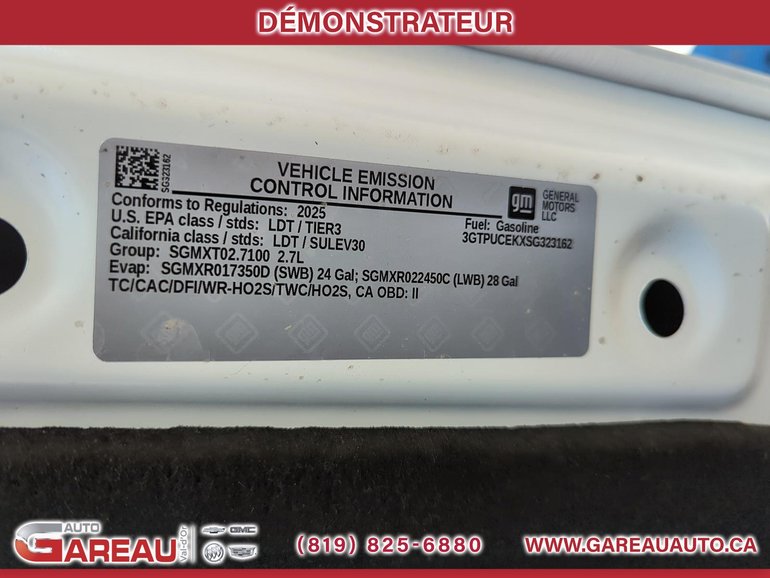 DÉMONSTRATEUR
SG323162
VEHICLE EMISSION
CONTROL INFORMATION
gm
GENERAL
MOTORS
LLC
Conforms to Regulations: 2025
U.S. EPA class / stds: LDT / TIER3
California class / stds: LDT / SULEV30
Group: SGMXT02.7100 2.7L
Evap: SGMXR017350D (SWB) 24 Gal; SGMXR022450C (LWB) 28 Gal
TC/CAC/DFI/WR-HO2S/TWC/HO2S, CA OBD: II
Fuel: Gasoline
3GTPUCEKXSG323162
AUTO
GAREAU
Val-d'Or
GMC
(819) 825-6880
WWW.GAREAUAUTO.CA